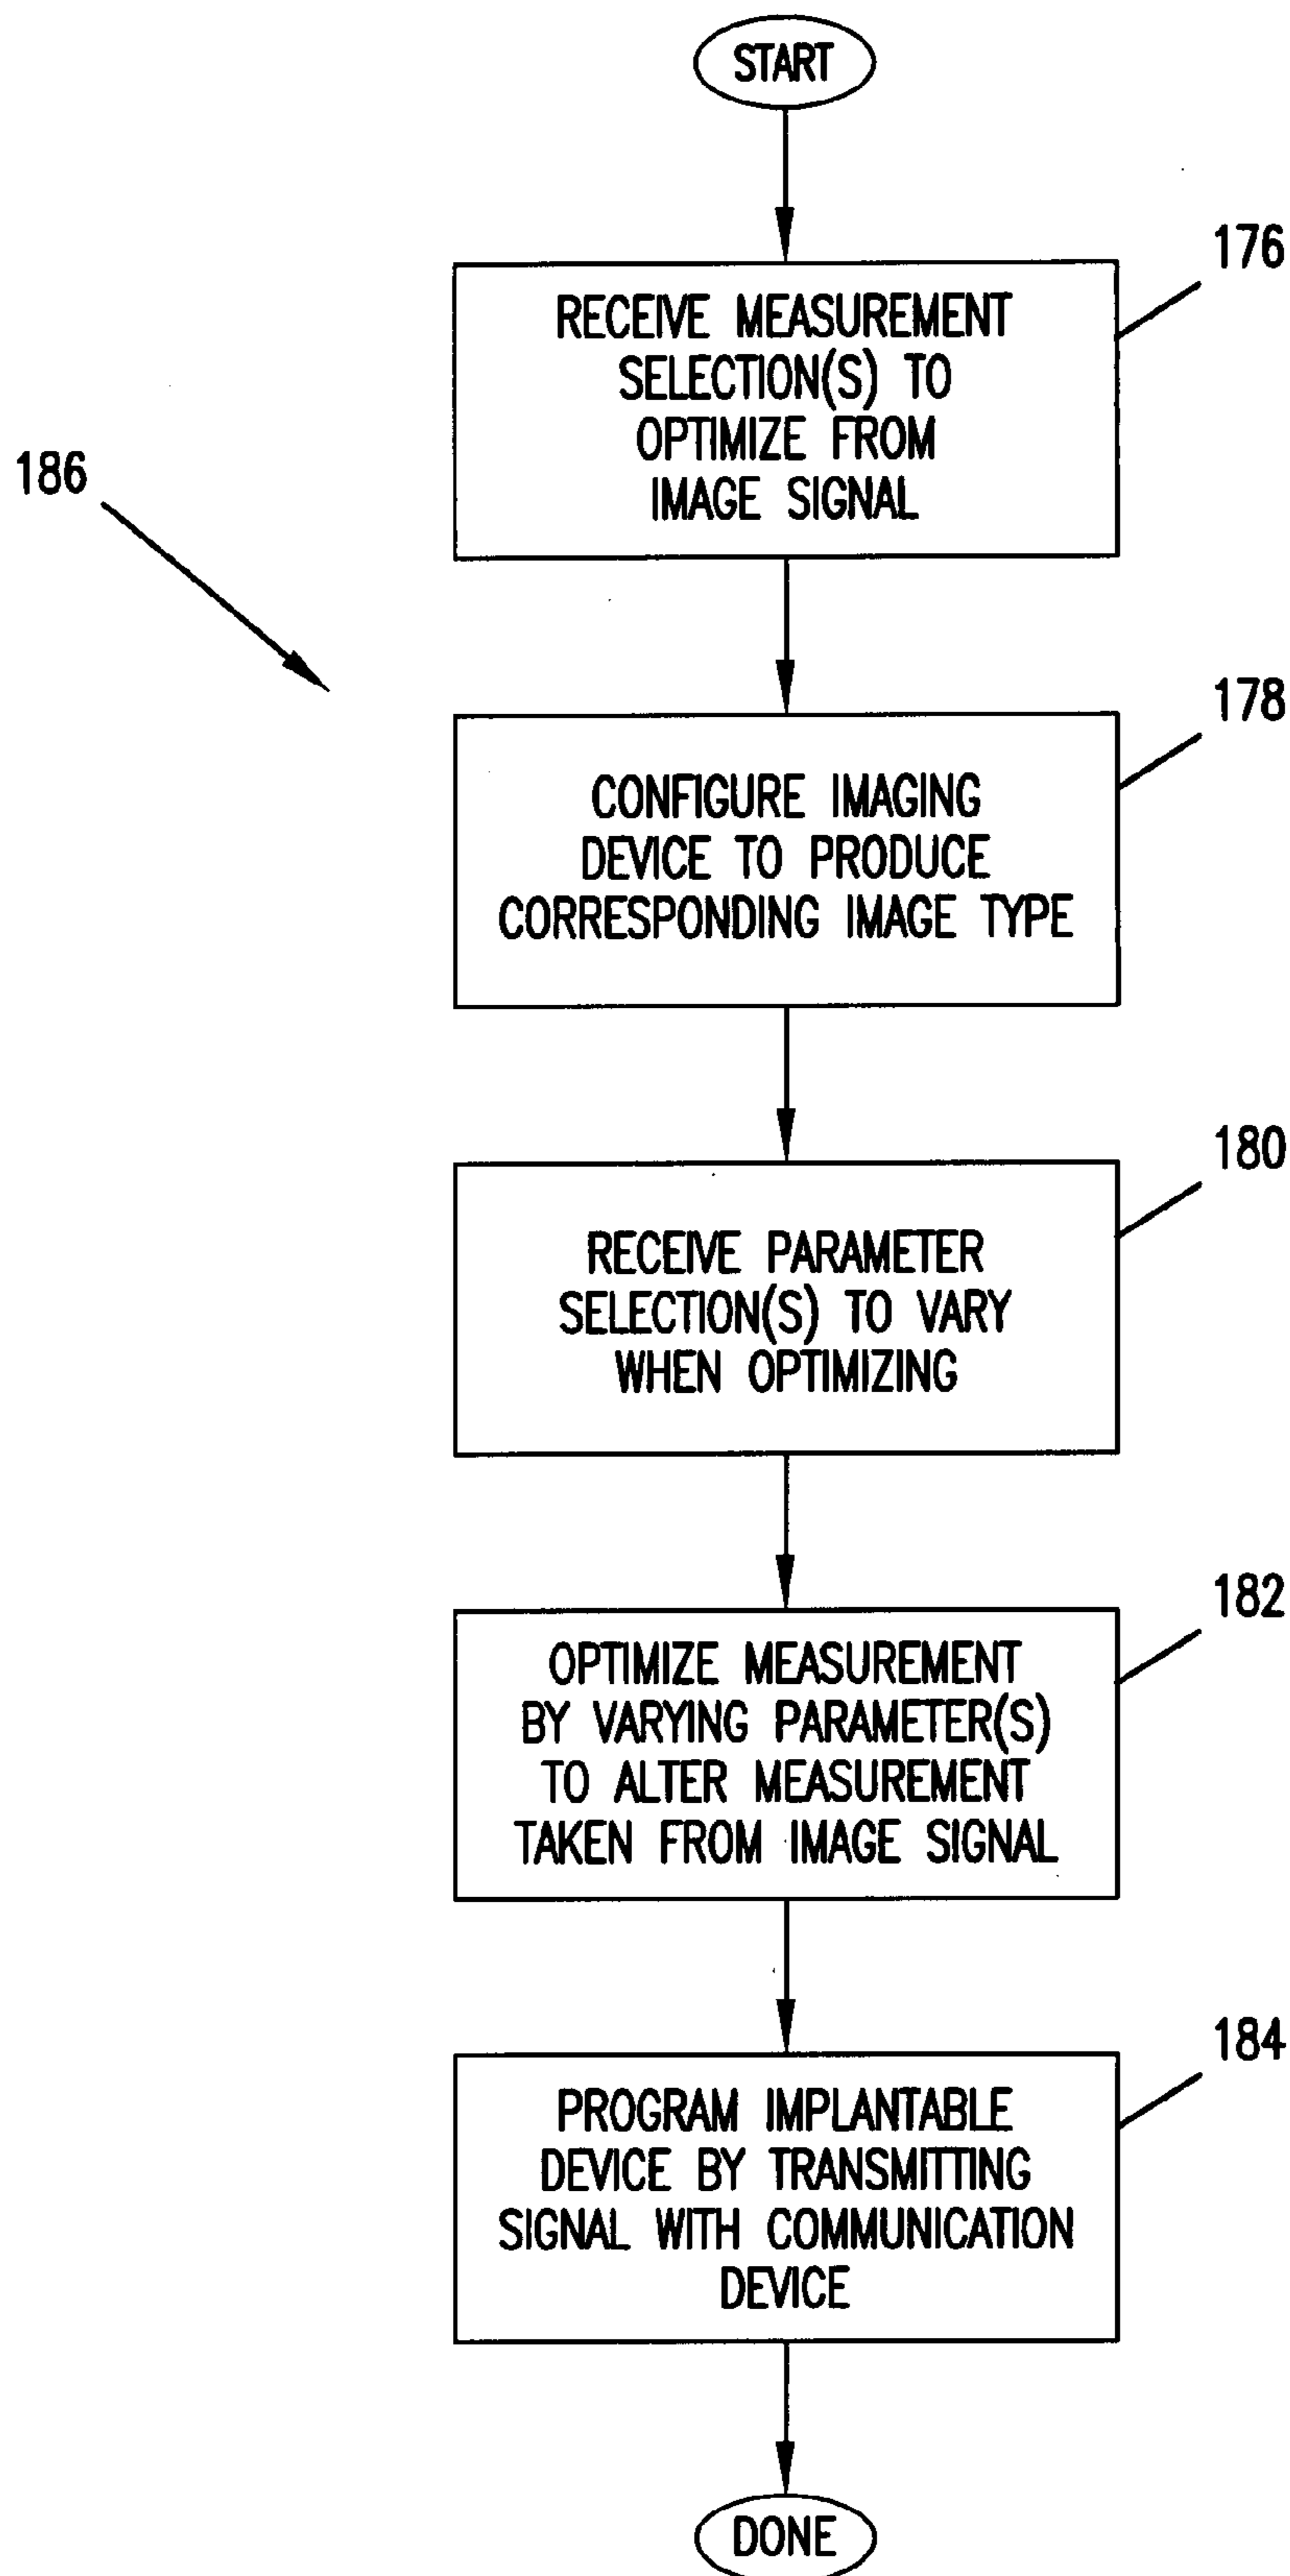 START
176
RECEIVE MEASUREMENT
SELECTION(S) TO
OPTIMIZE FROM
IMAGE SIGNAL
186
178
CONFIGURE IMAGING
DEVICE TO PRODUCE
CORRESPONDING IMAGE TYPE
180
RECEIVE PARAMETER
SELECTION(S) TO VARY
WHEN OPTIMIZING
182
OPTIMIZE MEASUREMENT
BY VARYING PARAMETER(S)
TO ALTER MEASUREMENT
TAKEN FROM IMAGE SIGNAL
184
PROGRAM IMPLANTABLE
DEVICE BY TRANSMITTING
SIGNAL WITH COMMUNICATION
DEVICE
DONE